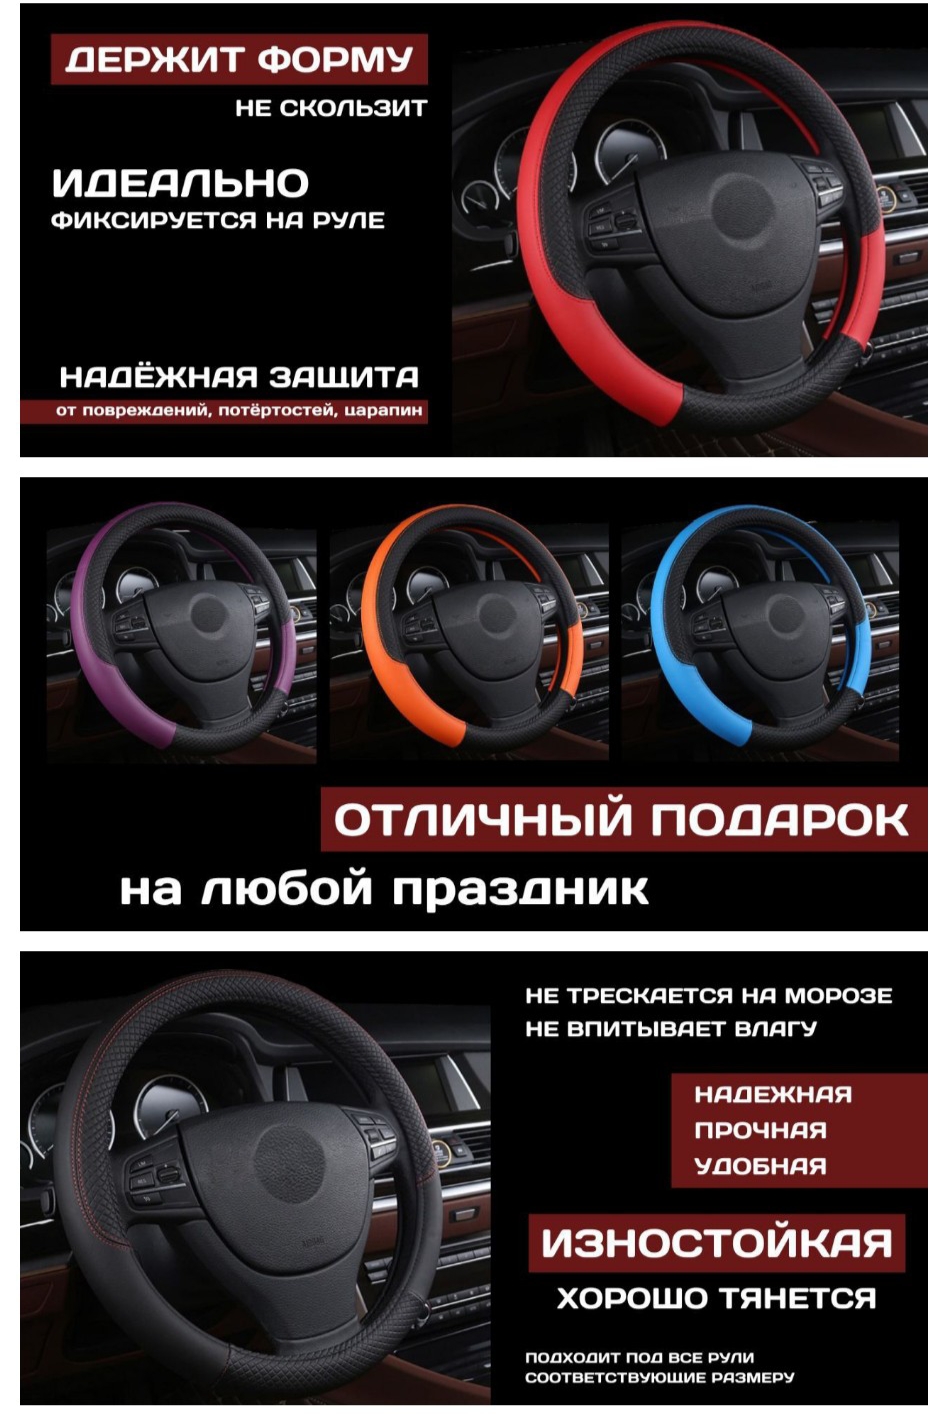 ДЕРЖИТ ФОРМУ
НЕ СКОЛЬЗИТ
ИДЕАЛЬНО
ФИКСИРУЕТСЯ НА РУЛЕ
НАДЁЖНАЯ ЗАЩИТА
от повреждений, потёртостей, царапин
ОТЛИЧНЫЙ ПОДАРОК
на любой праздник
НЕ ТРЕСКАЕТСЯ НА МОРОЗЕ
НЕ ВПИТЫВАЕТ ВЛАГУ
НАДЕЖНАЯ
ПРОЧНАЯ
УДОБНАЯ
ИЗНОСТОЙКАЯ
ХОРОШО ТЯНЕТСЯ
ПОДХОДИТ ПОД ВСЕ РУЛИ
СООТВЕТСТВУЮЩИЕ РАЗМЕРУ